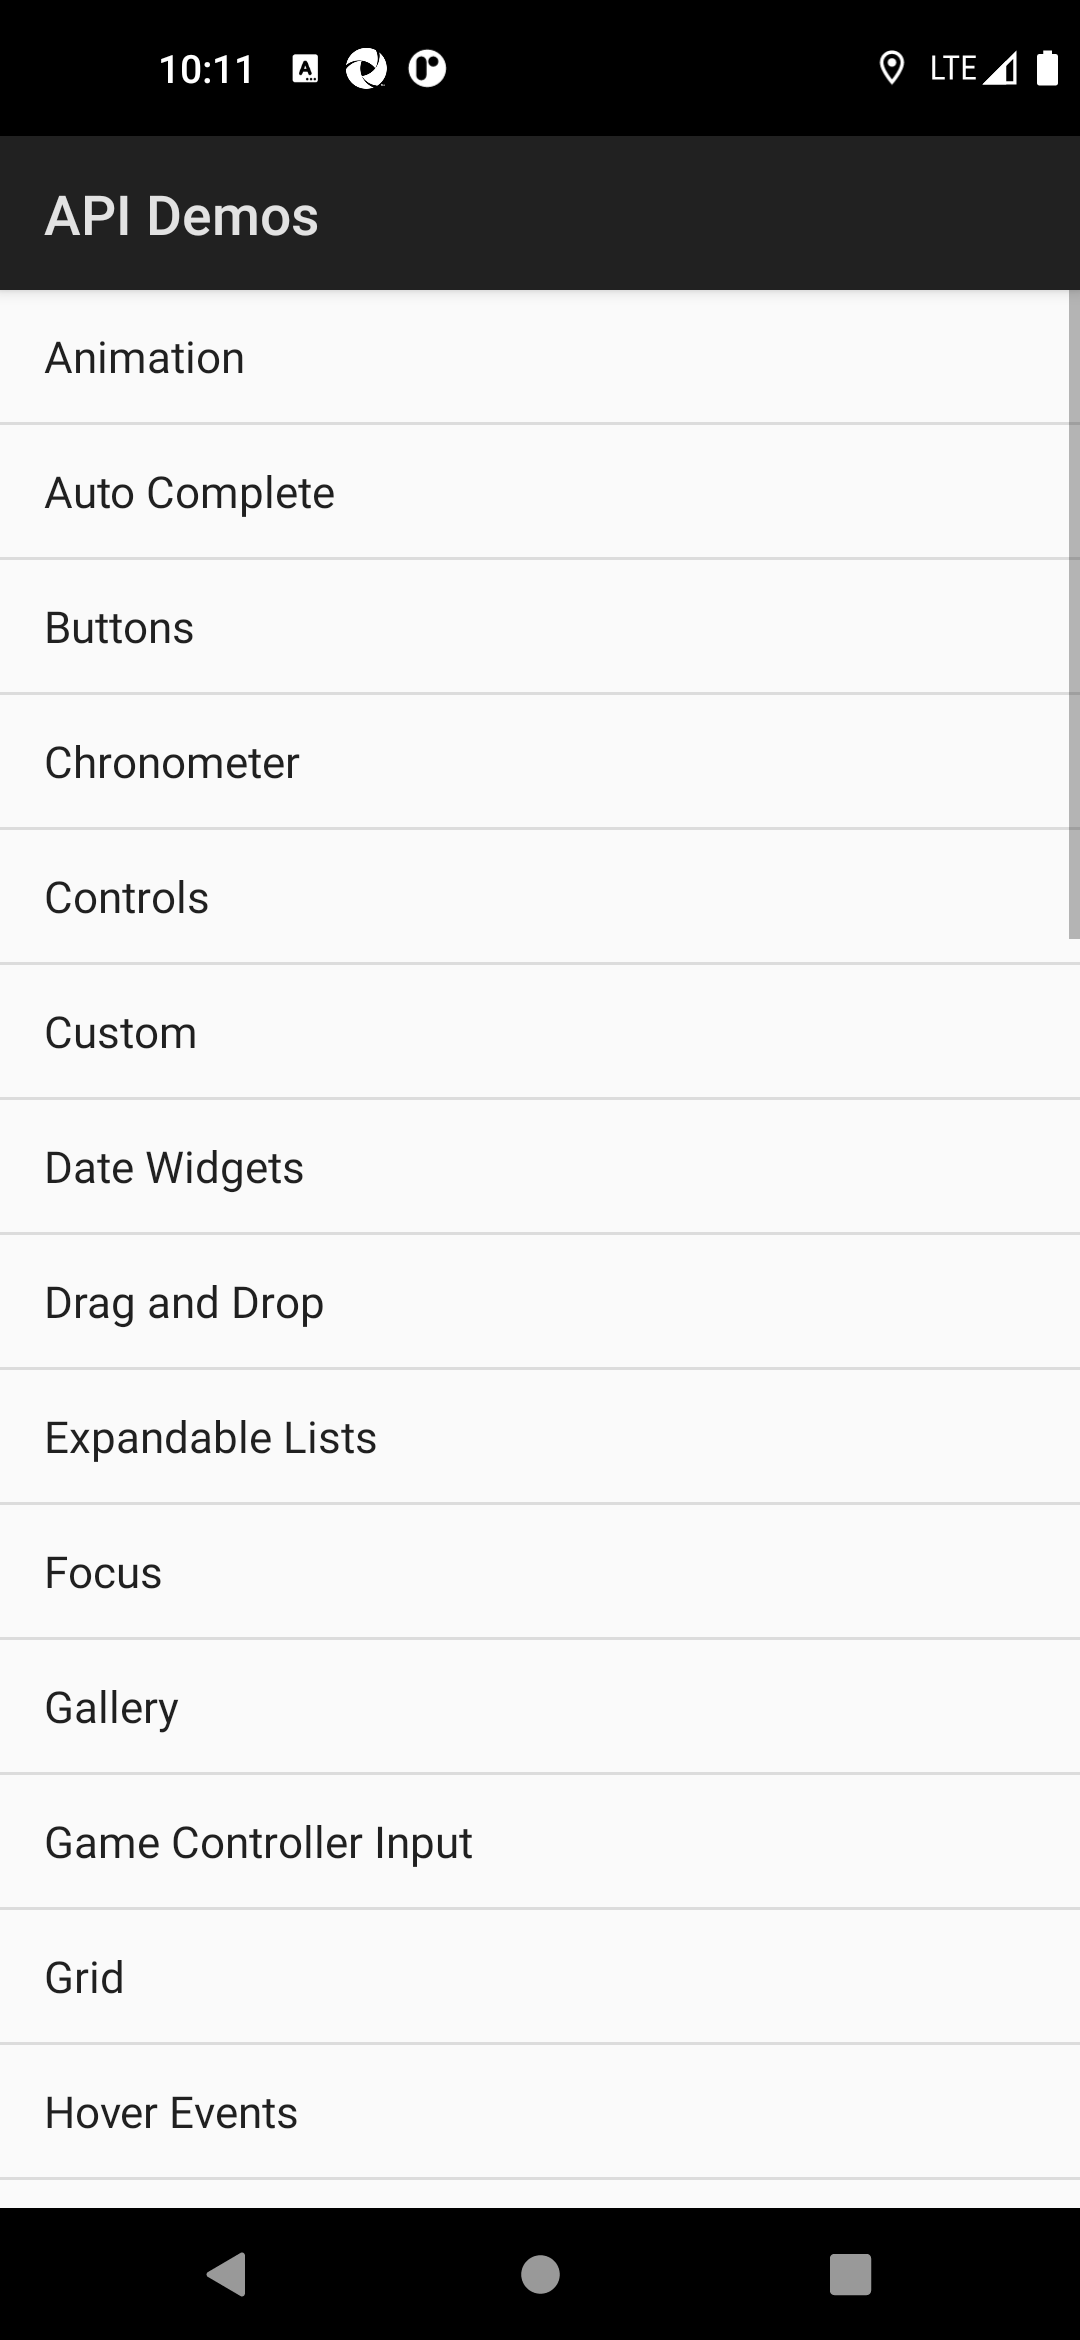 10:11
LTE
API Demos
Animation
Auto Complete
Buttons
Chronometer
Controls
Custom
Date Widgets
Drag and Drop
Expandable Lists
Focus
Gallery
Game Controller Input
Grid
Hover Events